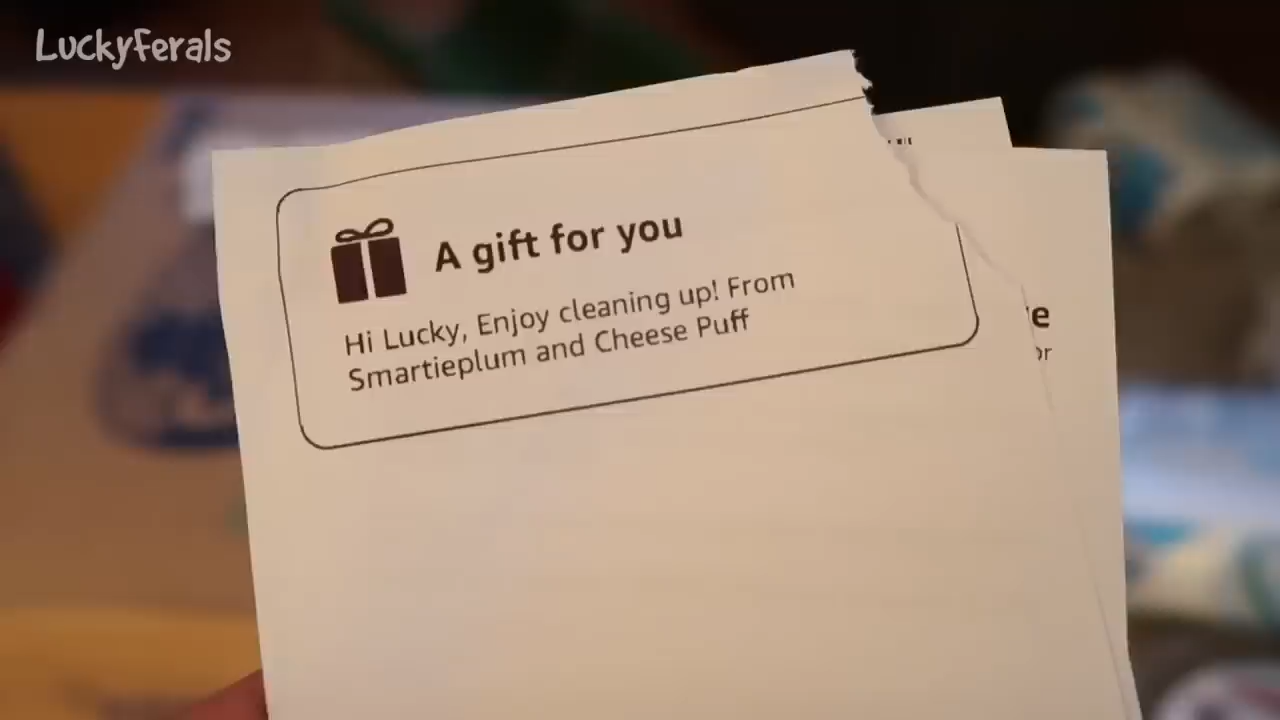 LuckyFerals
A gift for you
Hi Lucky, Enjoy cleaning up! From
Smartieplum and Cheese Puff